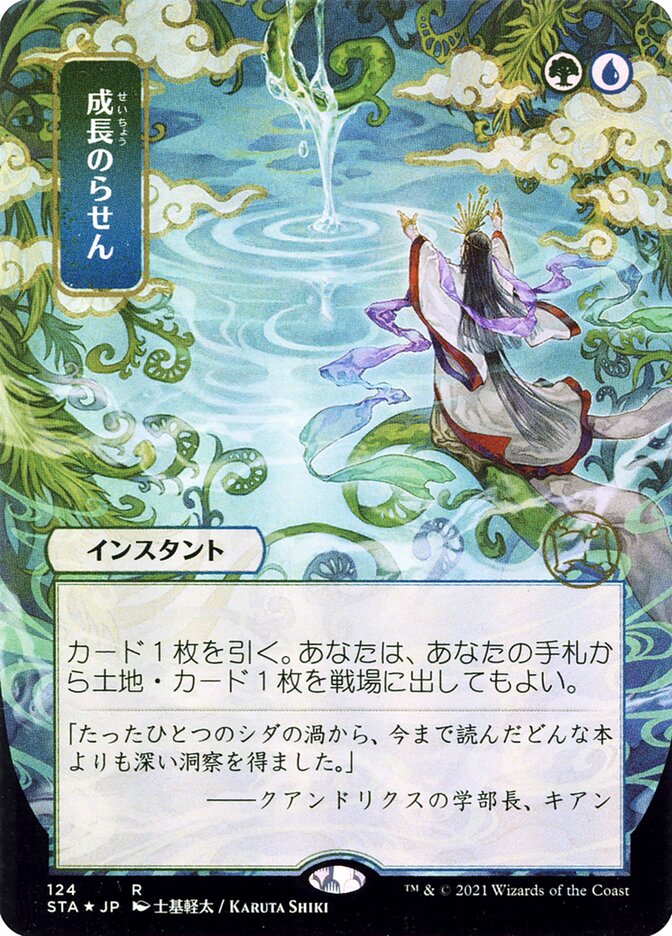 せいちょう
成長のらせん
インスタント
カード1枚を引く。あなたは、あなたの手札か
ら土地・カード1枚を戦場に出してもよい。
「たったひとつのシダの渦から、今まで読んだどんな本
よりも深い洞察を得ました。」
――クアンドリクスの学部長、キアン
124 R
STA ★ JP 士基軽太 / KARUTA SHIKI
™ & © 2021 Wizards of the Coast